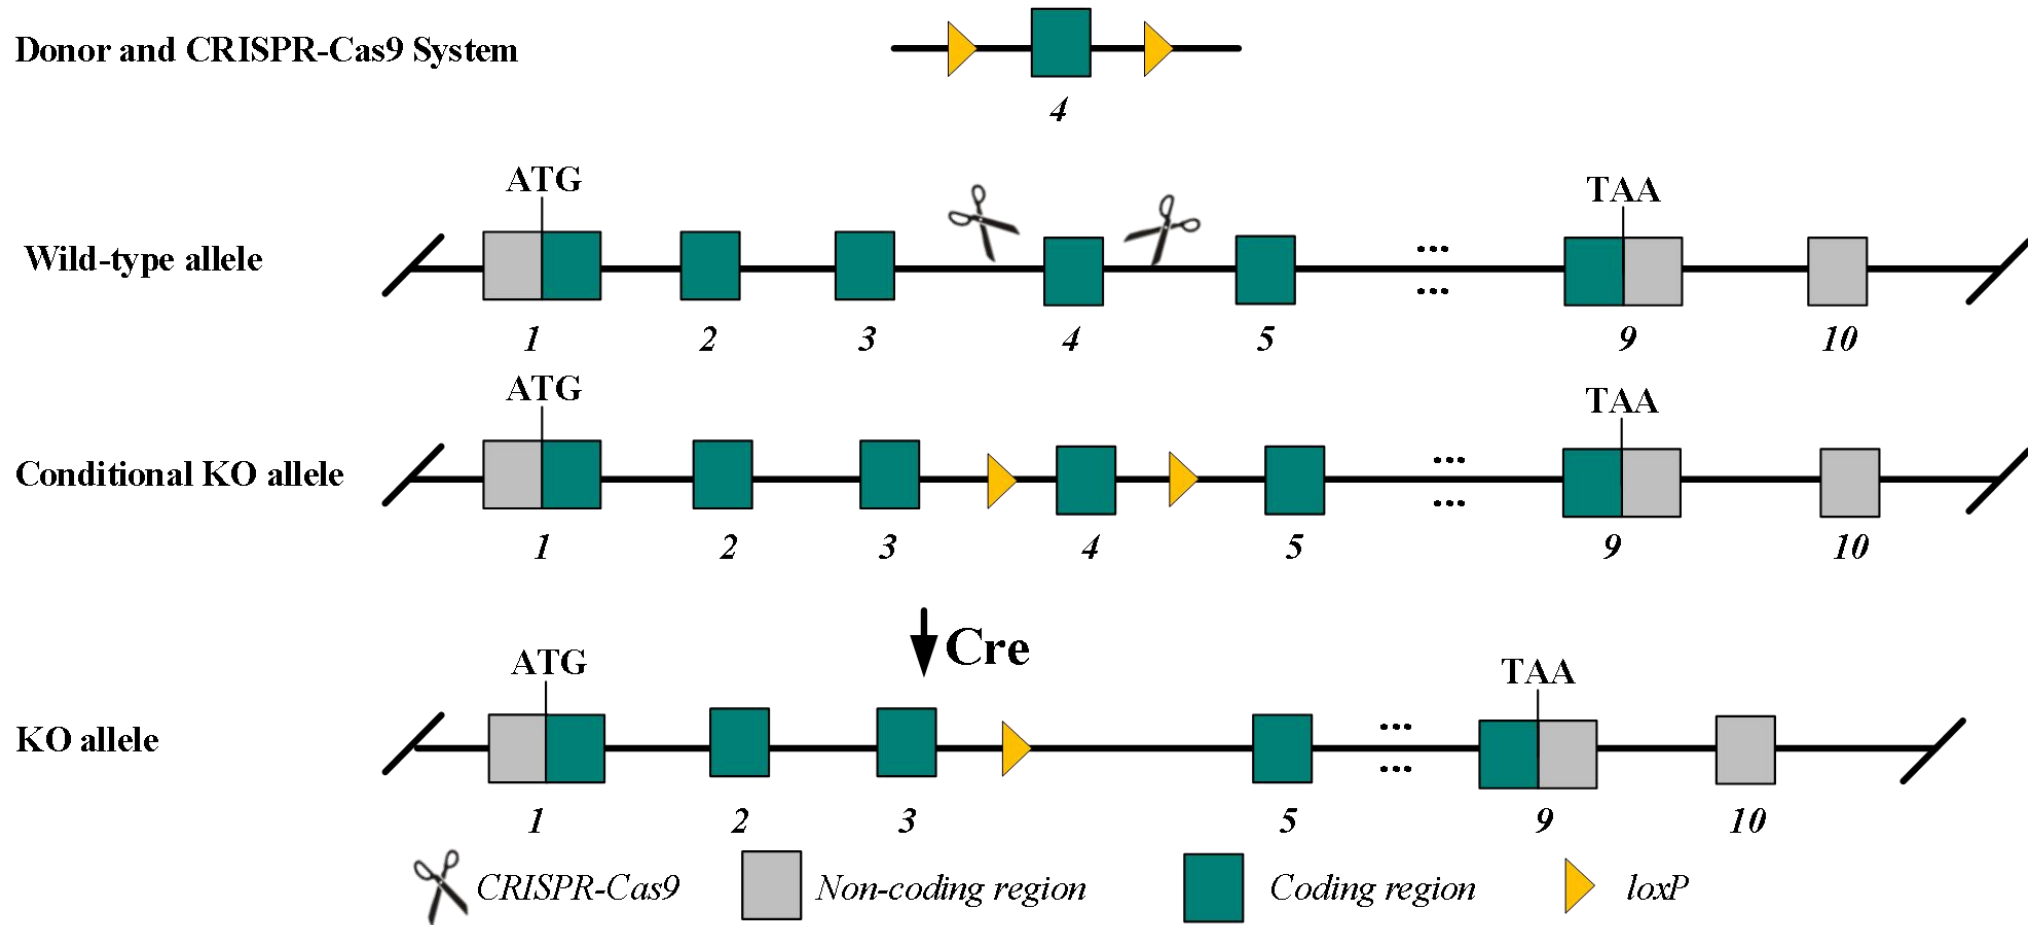 Donor and CRISPR-Cas9 System
4
ATG
TAA
Wild-type allele
...
...
1 2 3 4 5 9 10
ATG
TAA
Conditional KO allele
...
...
1 2 3 4 5 9 10
Cre
ATG
TAA
KO allele
...
...
1 2 3 5 9 10
CRISPR-Cas9 Non-coding region Coding region loxP